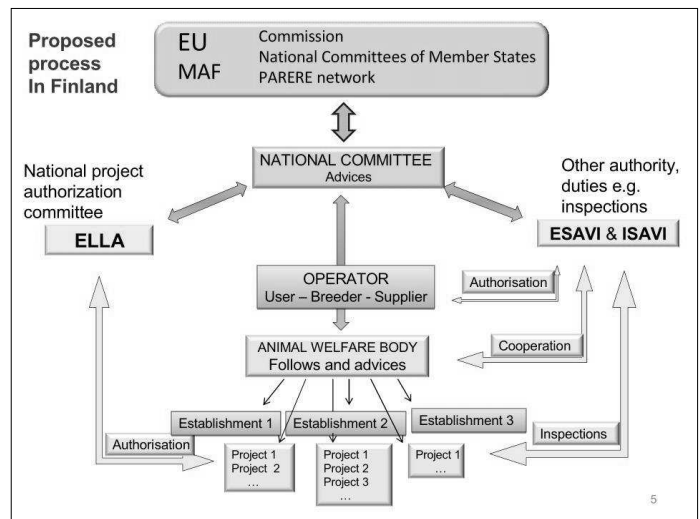 Proposed
process
In Finland
EU
MAF
Commission
National Committees of Member States
PARERE network
NATIONAL COMMITTEE
Advices
National project
authorization
committee
ELLA
Other authority,
duties e.g.
inspections
ESAVI & ISAVI
OPERATOR
User – Breeder - Supplier
Authorisation
ANIMAL WELFARE BODY
Follows and advices
Cooperation
Establishment 1
Establishment 2
Establishment 3
Authorisation
Inspections
Project 1
Project 2
...
Project 1
Project 2
Project 3
...
Project 1
...
5